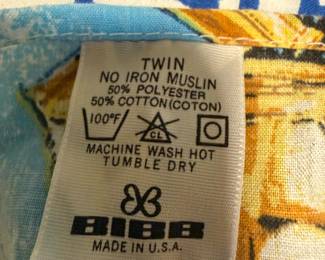 TWIN
NO IRON MUSLIN
50% POLYESTER
50% COTTON(COTON)
100°F CL
MACHINE WASH HOT
TUMBLE DRY
BIBB
MADE IN U.S.A.